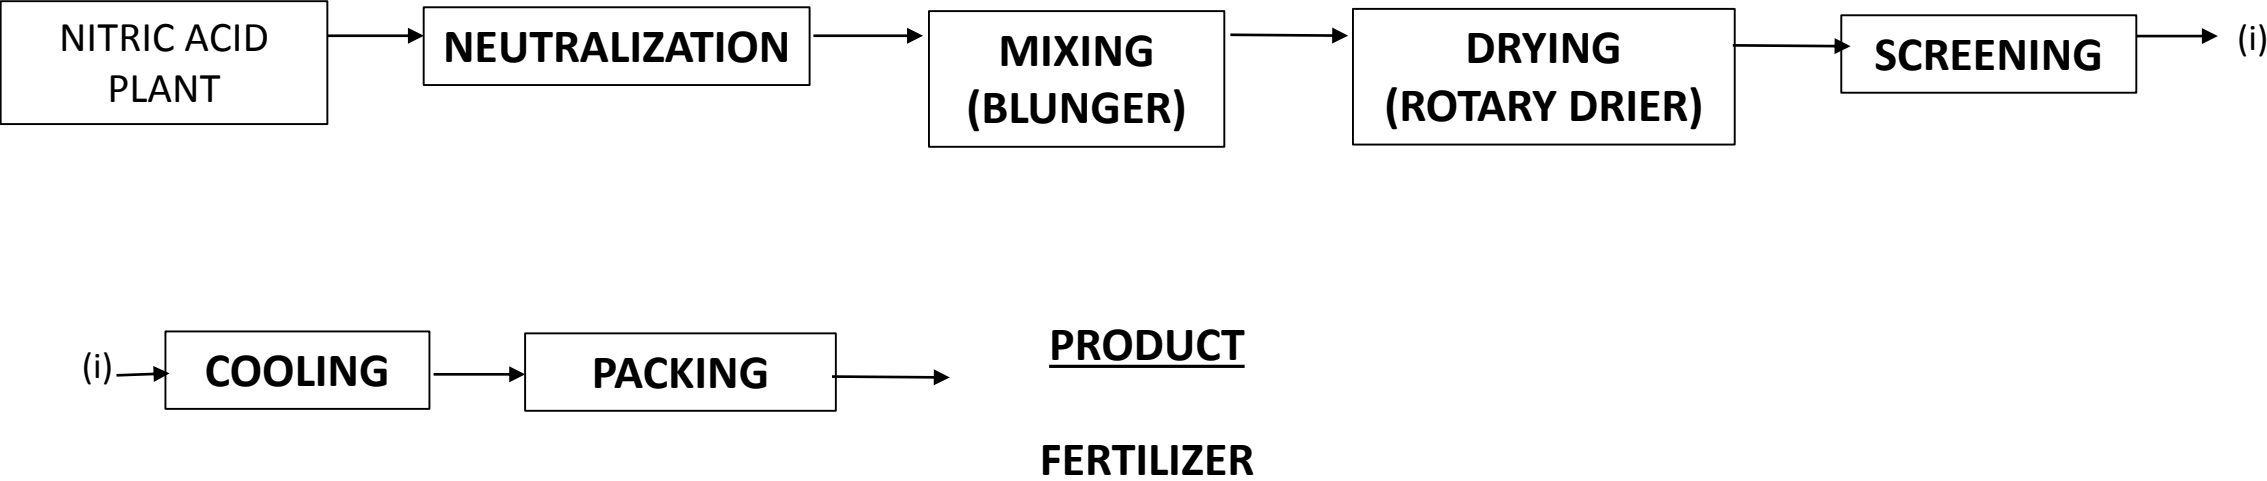 NITRIC ACID
PLANT
NEUTRALIZATION
MIXING
(BLUNGER)
DRYING
(ROTARY DRIER)
SCREENING
(i)
(i)
COOLING
PACKING
PRODUCT
FERTILIZER